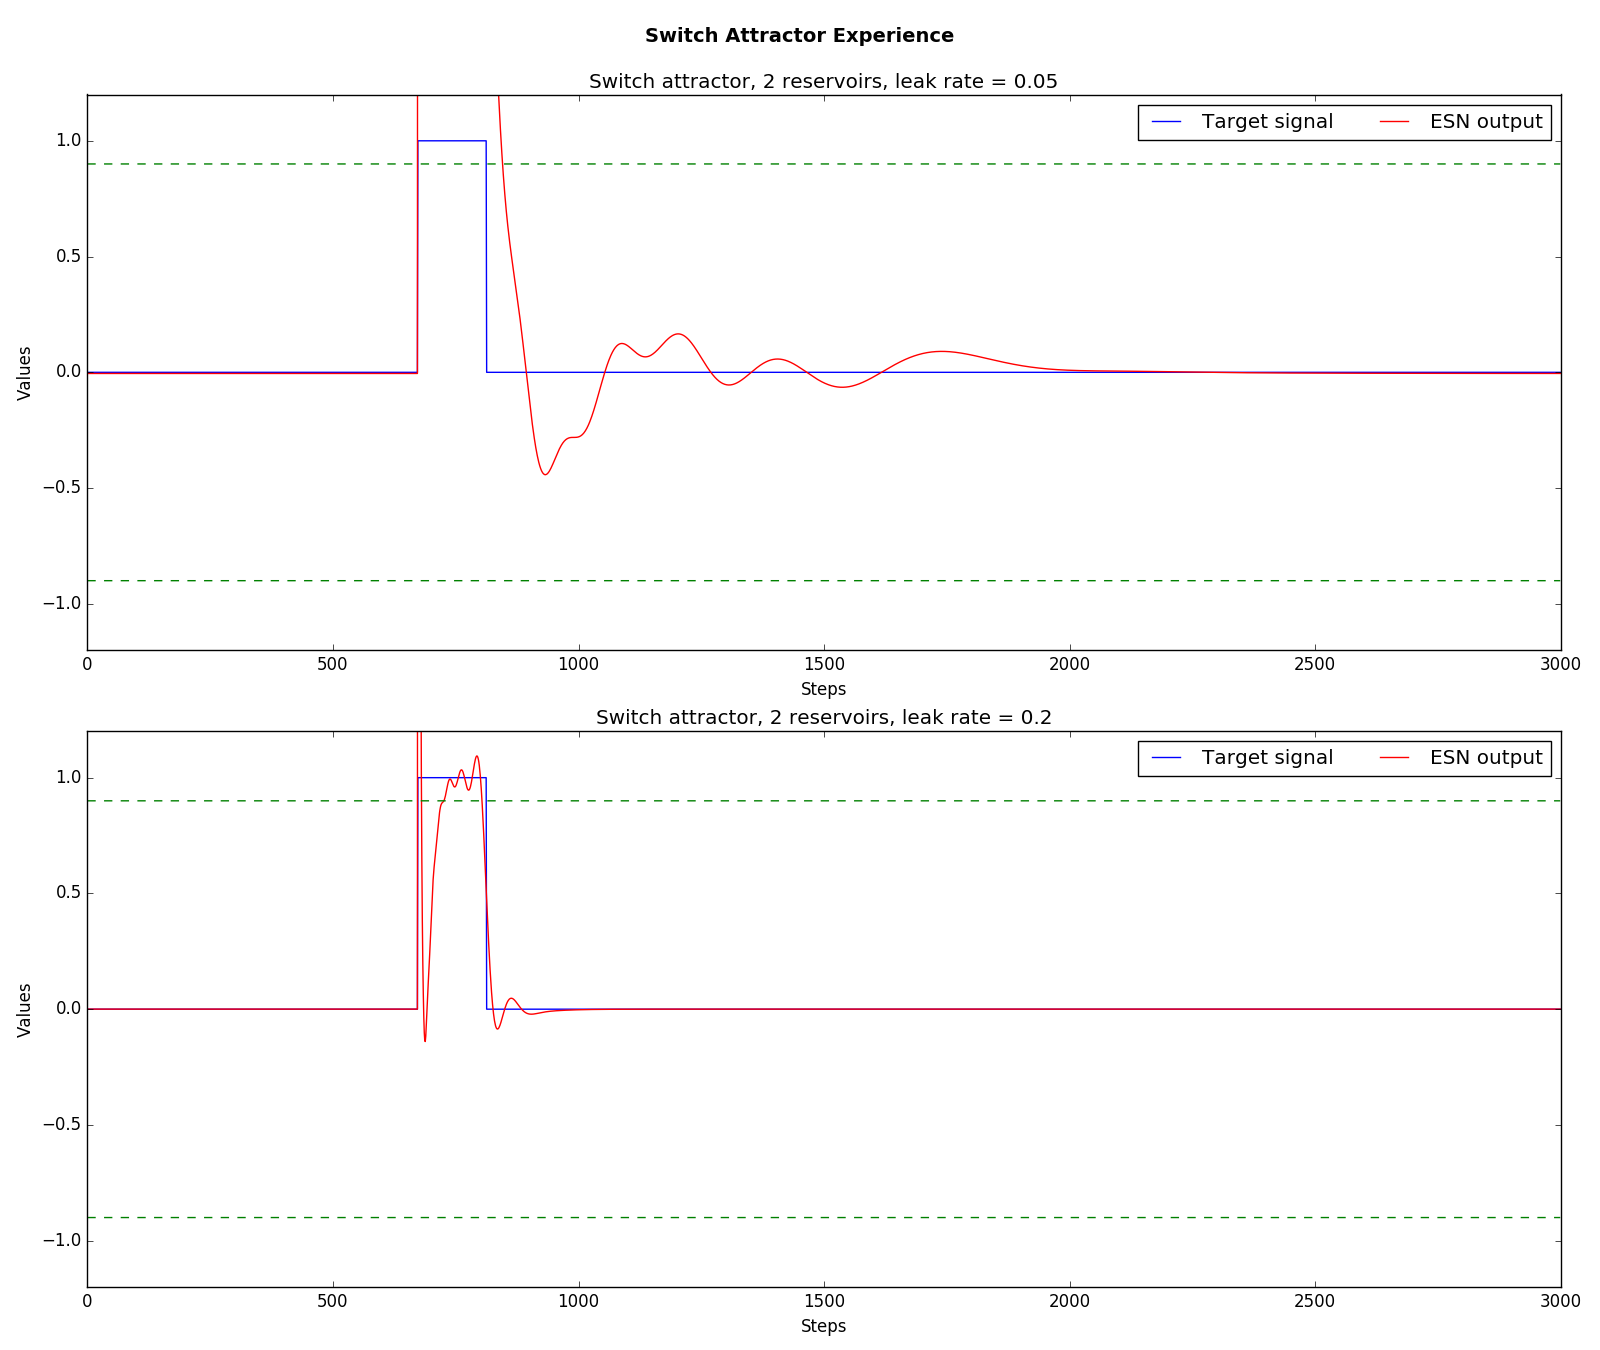 Switch Attractor Experience
Switch attractor, 2 reservoirs, leak rate = 0.05
Target signal ESN output
1.0
0.5
0.0
−0.5
−1.0
Values
0 500 1000 1500 2000 2500 3000
Steps
Switch attractor, 2 reservoirs, leak rate = 0.2
Target signal ESN output
1.0
0.5
0.0
−0.5
−1.0
Values
0 500 1000 1500 2000 2500 3000
Steps